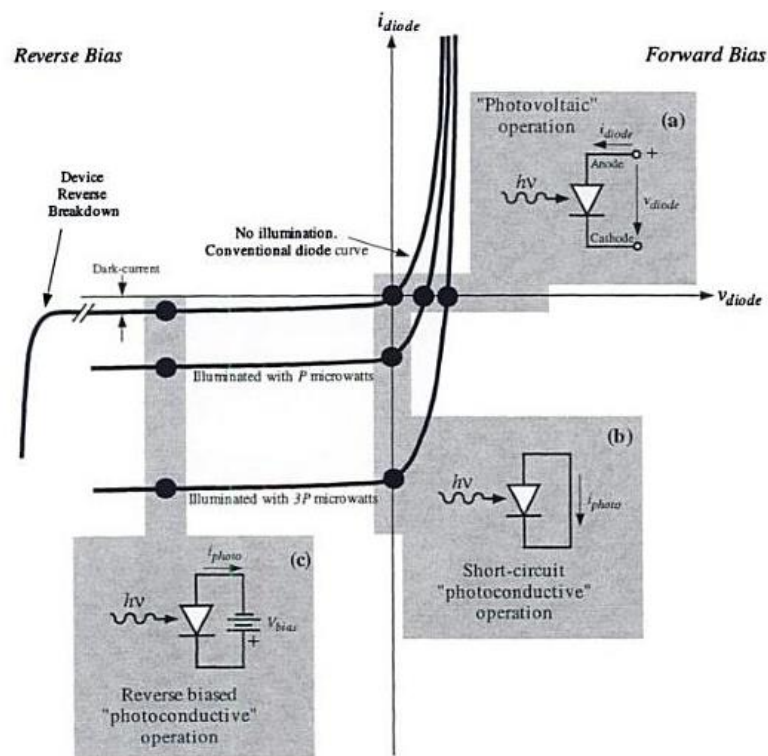 i_diode
Reverse Bias
Forward Bias
"Photovoltaic"
operation
(a)
i_diode
+
Anode
hν
v_diode
Cathode
Device
Reverse
Breakdown
No illumination.
Conventional diode curve
Dark-current
v_diode
Illuminated with P microwatts
(b)
hν
i_photo
Illuminated with 3P microwatts
Short-circuit
"photoconductive"
operation
(c)
i_photo
hν
V_bias
+
Reverse biased
"photoconductive"
operation